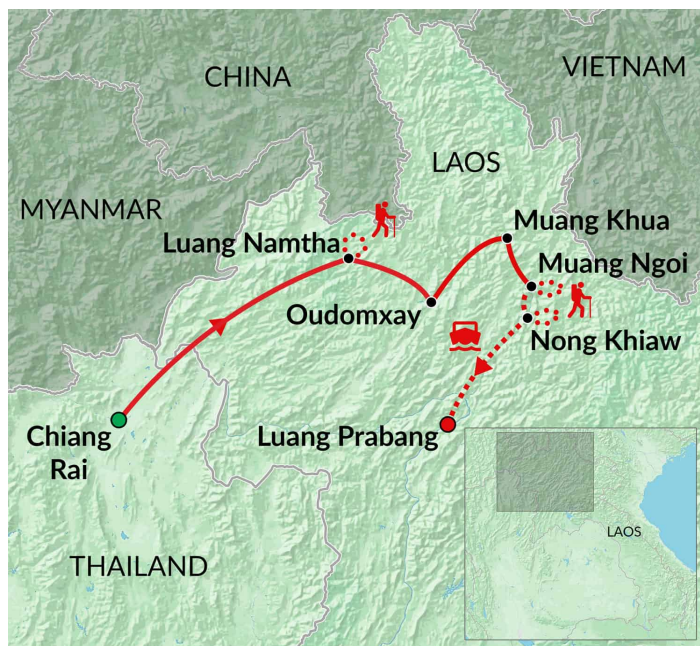 CHINA
VIETNAM
LAOS
MYANMAR
Muang Khua
Luang Namtha
Muang Ngoi
Oudomxay
Nong Khiaw
Chiang
Rai
Luang Prabang
LAOS
THAILAND